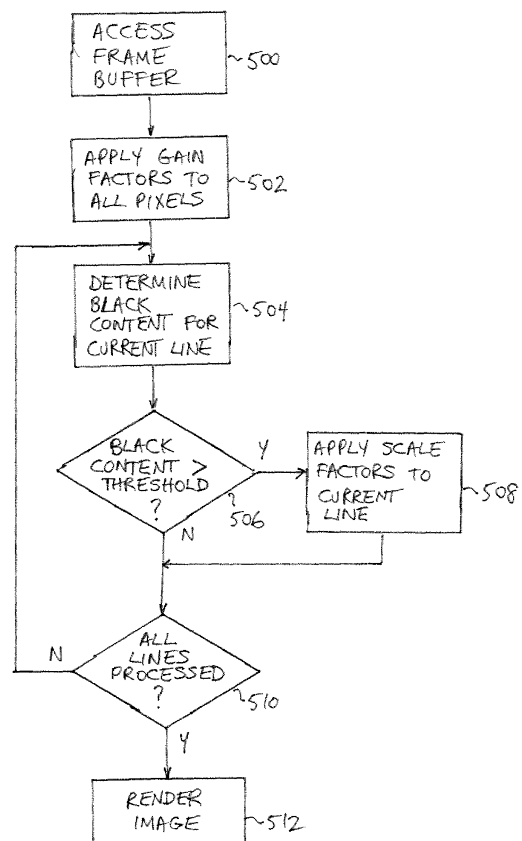 ACCESS
FRAME
BUFFER
500
APPLY GAIN
FACTORS TO
ALL PIXELS
502
DETERMINE
BLACK
CONTENT FOR
CURRENT LINE
504
BLACK
CONTENT >
THRESHOLD
?
506
Y
N
APPLY SCALE
FACTORS TO
CURRENT
LINE
508
ALL
LINES
PROCESSED
?
510
N
Y
RENDER
IMAGE
512